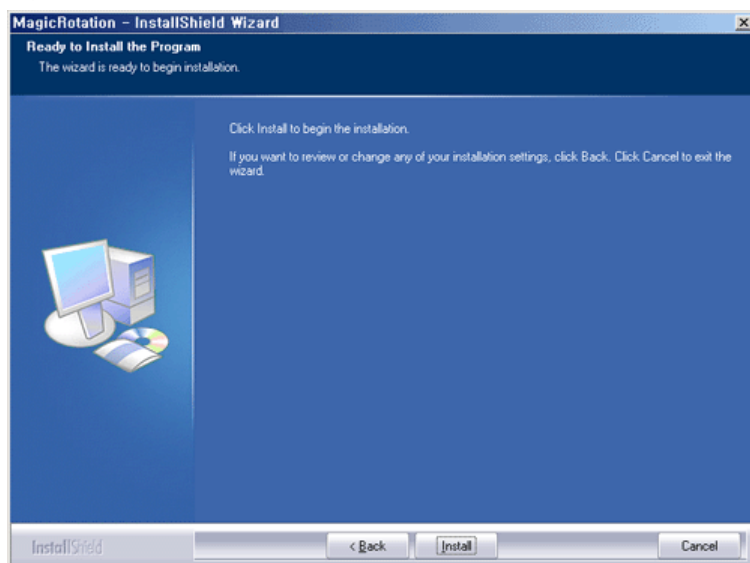 MagicRotation - InstallShield Wizard
Ready to Install the Program
The wizard is ready to begin installation.
Click Install to begin the installation.
If you want to review or change any of your installation settings, click Back. Click Cancel to exit the
wizard.
InstallShield
< Back
Install
Cancel